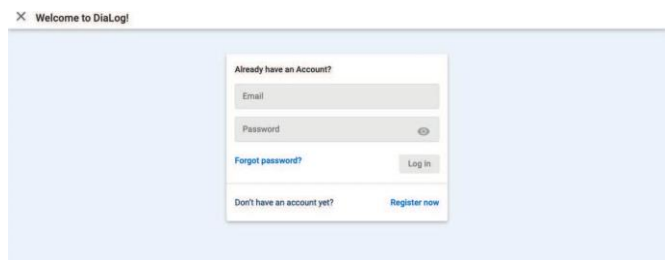 Welcome to DiaLog!
Already have an Account?
Email
Password
Forgot password? Log in
Don't have an account yet? Register now